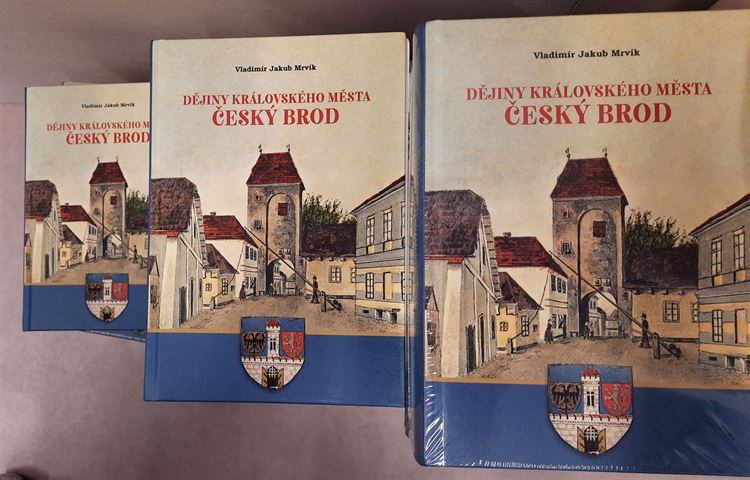 Vladimír Jakub Mrvík
DĚJINY KRÁLOVSKÉHO M
ČESKÝ BROD
Vladimír Jakub Mrvík
DĚJINY KRÁLOVSKÉHO MĚSTA
ČESKÝ BROD
Vladimír Jakub Mrvík
DĚJINY KRÁLOVSKÉHO MĚSTA
ČESKÝ BROD